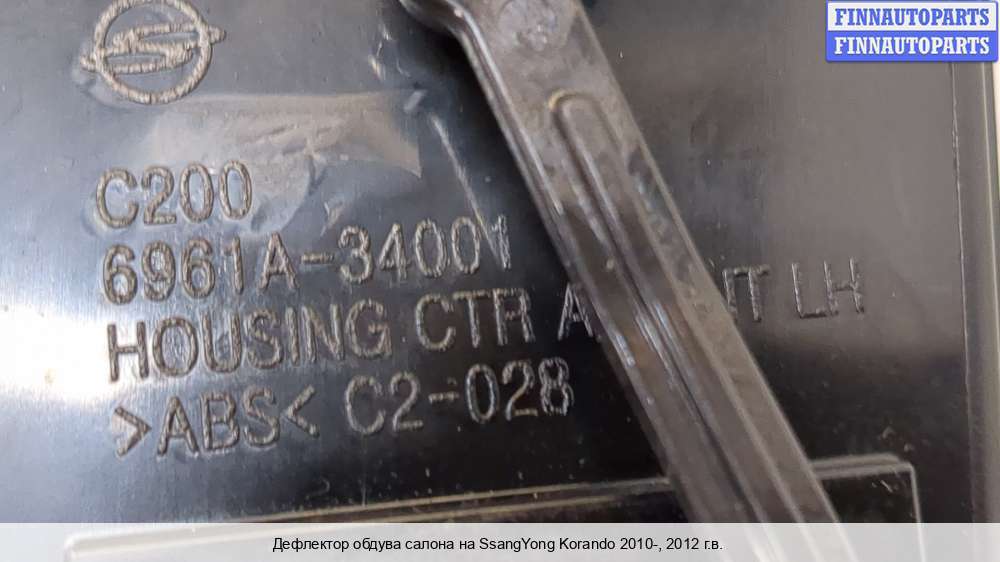 FINNAUTOPARTS
FINNAUTOPARTS
C200
6961A-34001
HOUSING CTR LH
>ABS< C2-028
Дефлектор обдува салона на SsangYong Korando 2010-, 2012 г.в.